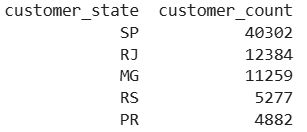 customer_state customer_count
SP 40302
RJ 12384
MG 11259
RS 5277
PR 4882